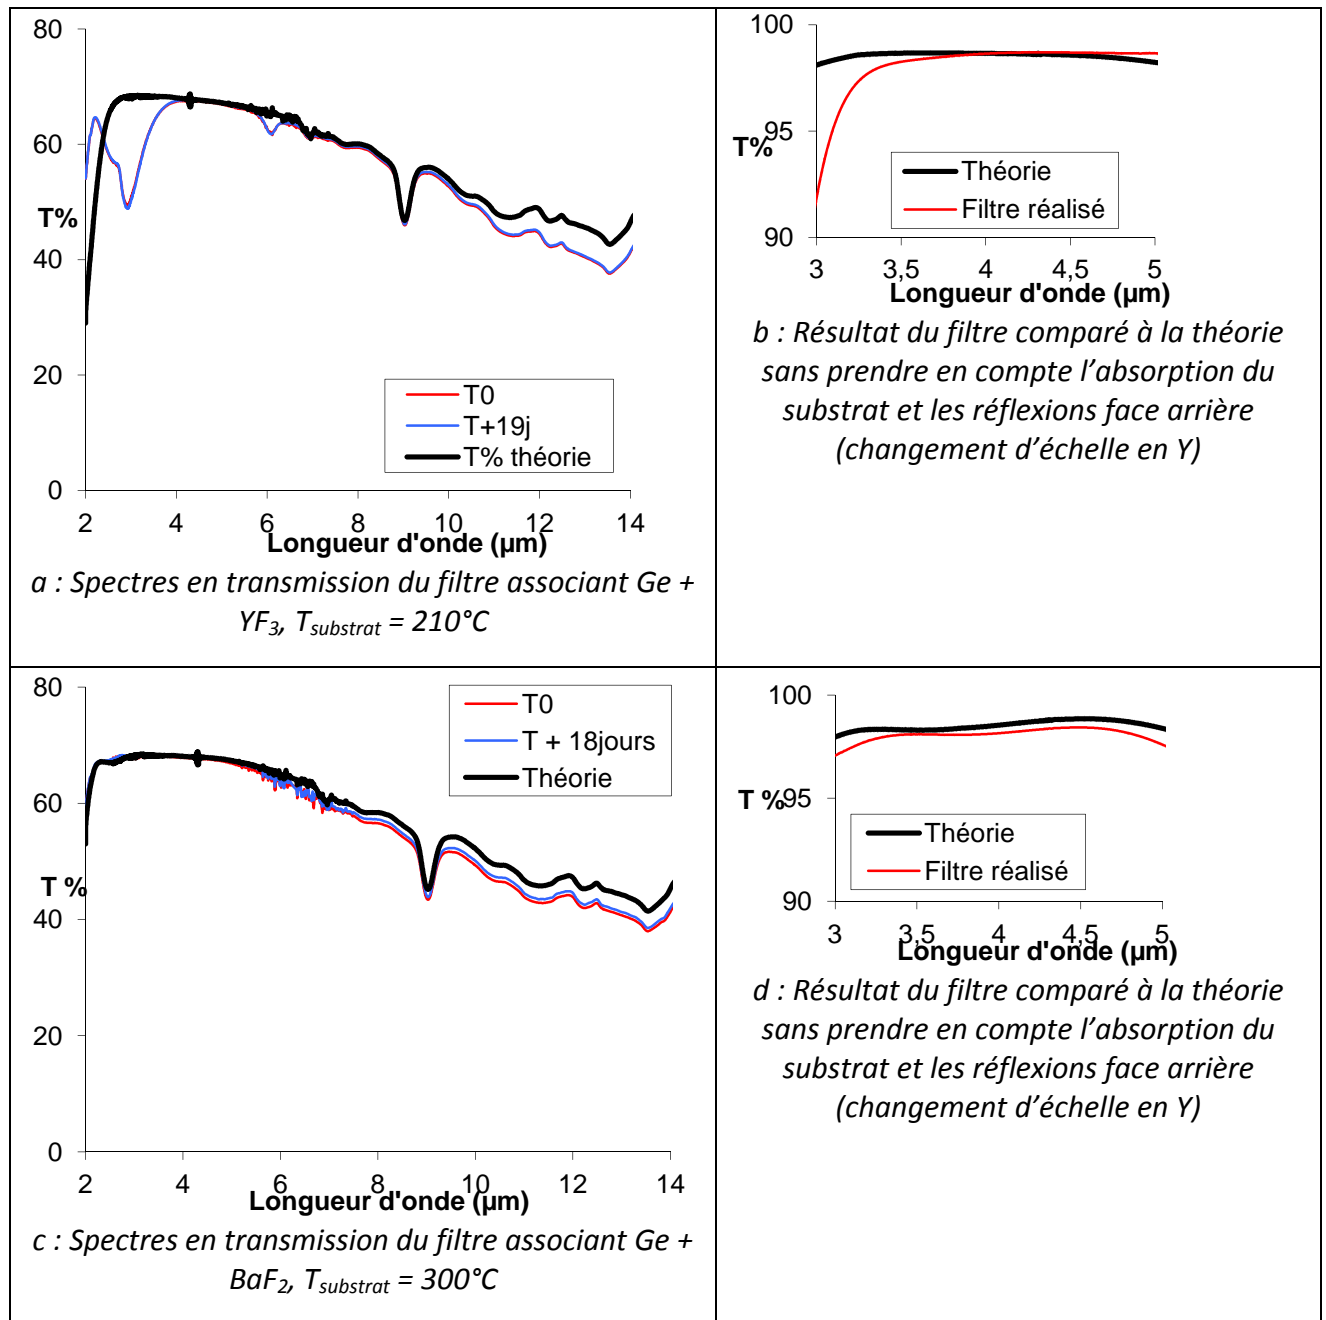 80
60
T%
40
20
0
T0
T+19j
T% théorie
2 4 6 8 10 12 14
Longueur d'onde (µm)
a : Spectres en transmission du filtre associant Ge +
YF3, Tsubstrat = 210°C
100
95
T%
90
Théorie
Filtre réalisé
3 3,5 4 4,5 5
Longueur d'onde (µm)
b : Résultat du filtre comparé à la théorie
sans prendre en compte l'absorption du
substrat et les réflexions face arrière
(changement d'échelle en Y)
80
60
T %
40
20
0
T0
T + 18jours
Théorie
2 4 6 8 10 12 14
Longueur d'onde (µm)
c : Spectres en transmission du filtre associant Ge +
BaF2, Tsubstrat = 300°C
100
T %
95
90
Théorie
Filtre réalisé
3 3,5 4 4,5 5
Longueur d'onde (µm)
d : Résultat du filtre comparé à la théorie
sans prendre en compte l'absorption du
substrat et les réflexions face arrière
(changement d'échelle en Y)